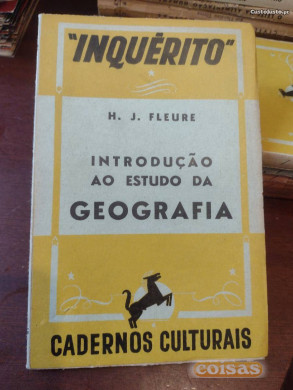 "INQUÉRITO"
H. J. FLEURE
INTRODUÇÃO
AO ESTUDO DA
GEOGRAFIA
CADERNOS CULTURAIS
coisas